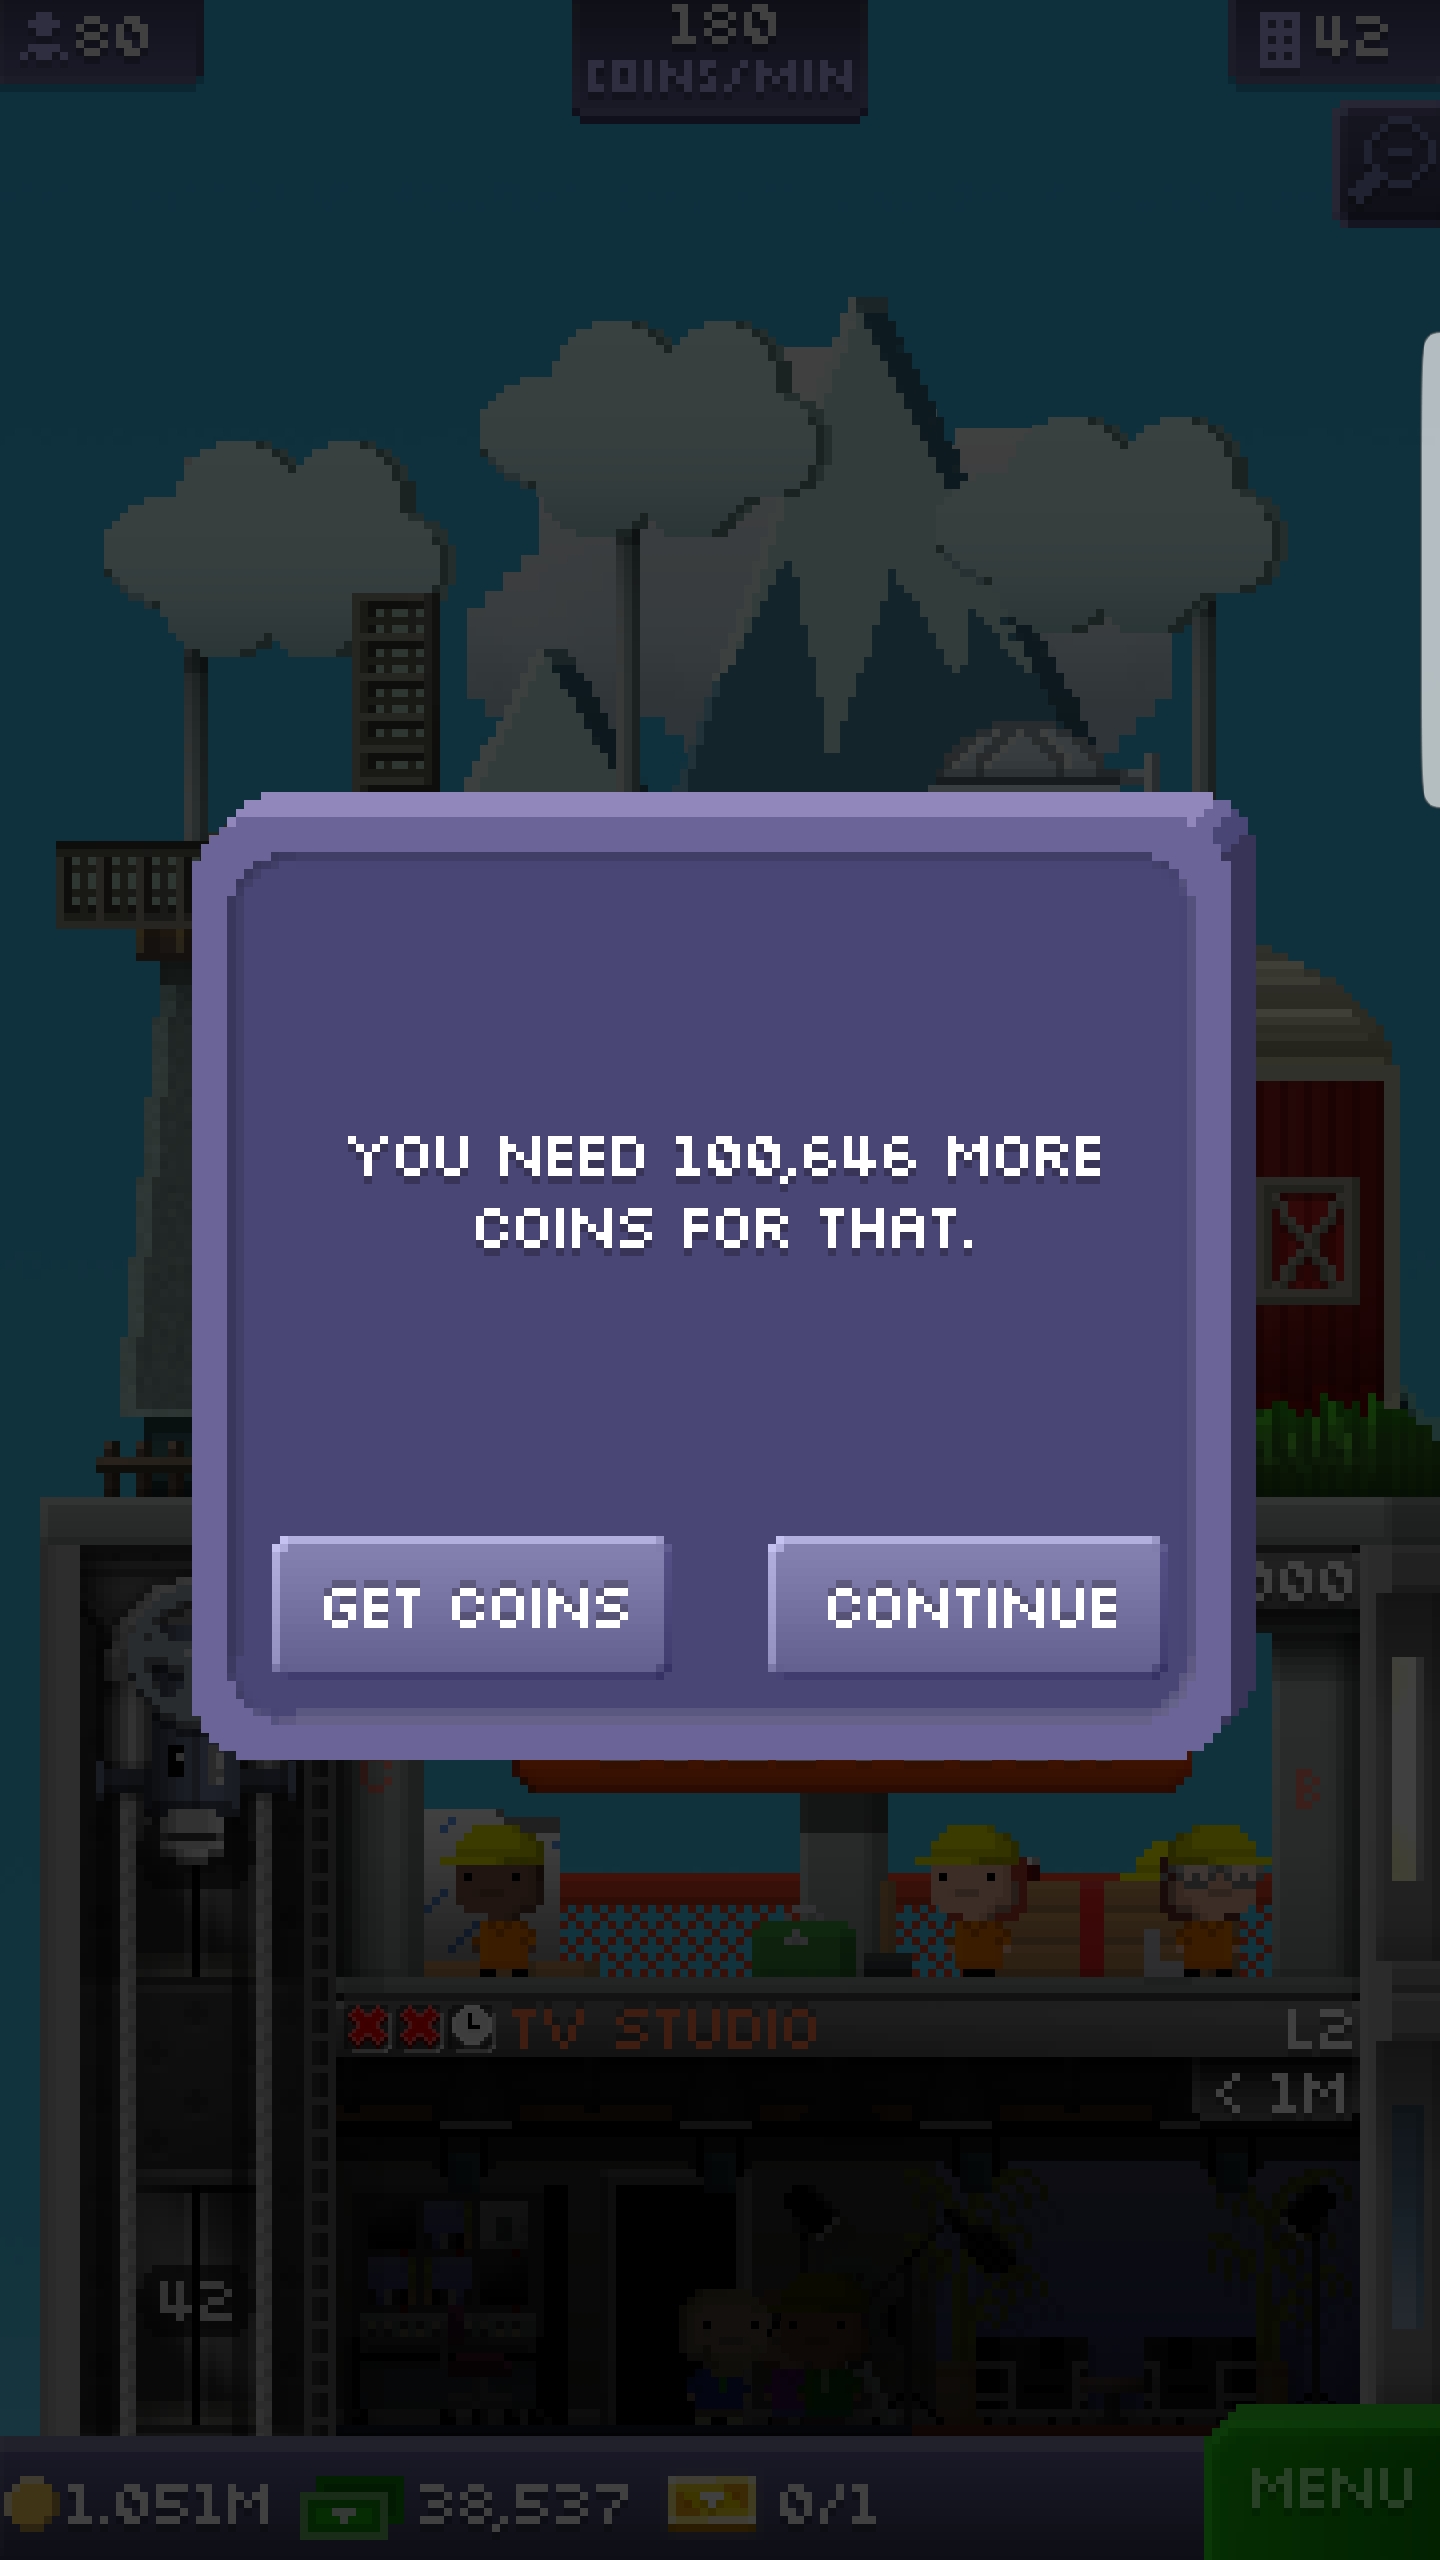 80
180
COINS/MIN
42
YOU NEED 100,646 MORE
COINS FOR THAT.
GET COINS
CONTINUE
000
B
TV STUDIO
L2
< 1M
42
1.051M
38,537
0/1
MENU